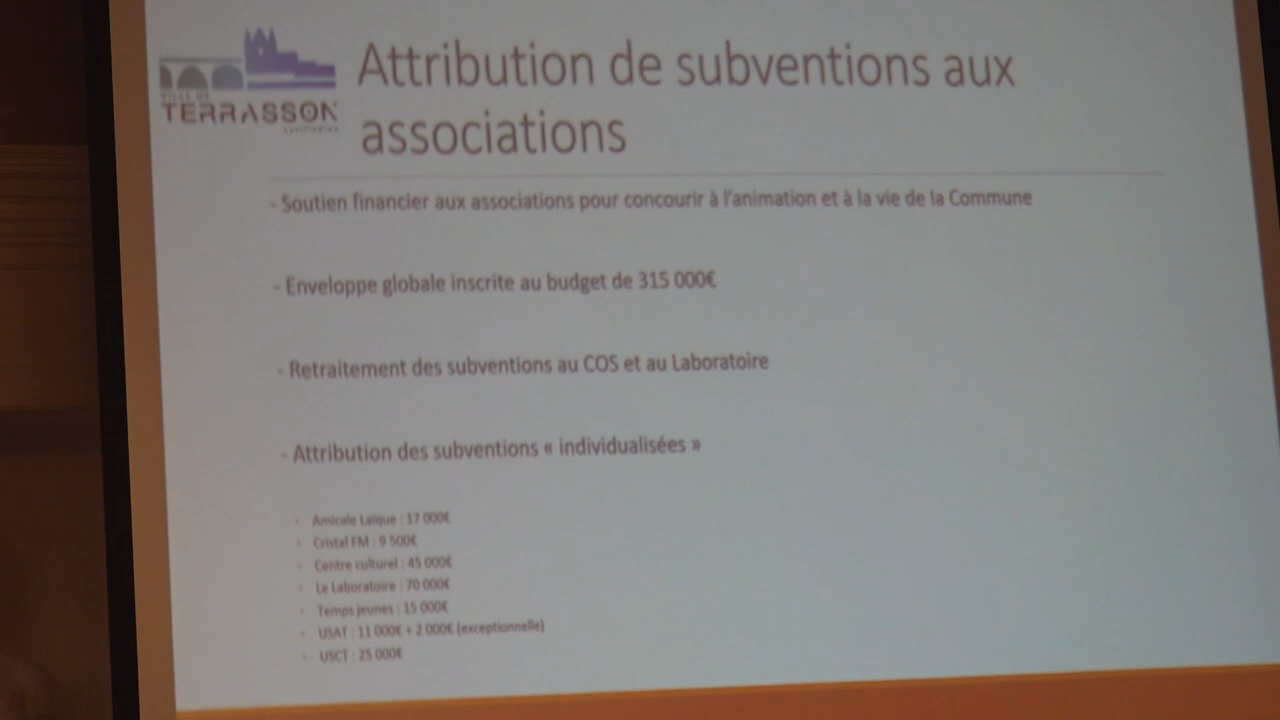 VILLE DE
TERRASSON
Attribution de subventions aux
associations
- Soutien financier aux associations pour concourir à l'animation et à la vie de la Commune
- Enveloppe globale inscrite au budget de 315 000€
- Retraitement des subventions au COS et au Laboratoire
- Attribution des subventions « individualisées »
◦ Amicale Laïque : 17 000€
◦ Cristal FM : 9 500€
◦ Centre culturel : 45 000€
◦ Le Laboratoire : 70 000€
◦ Temps jeunes : 15 000€
◦ USAT : 11 000€ + 2 000€ (exceptionnelle)
◦ USCT : 25 000€